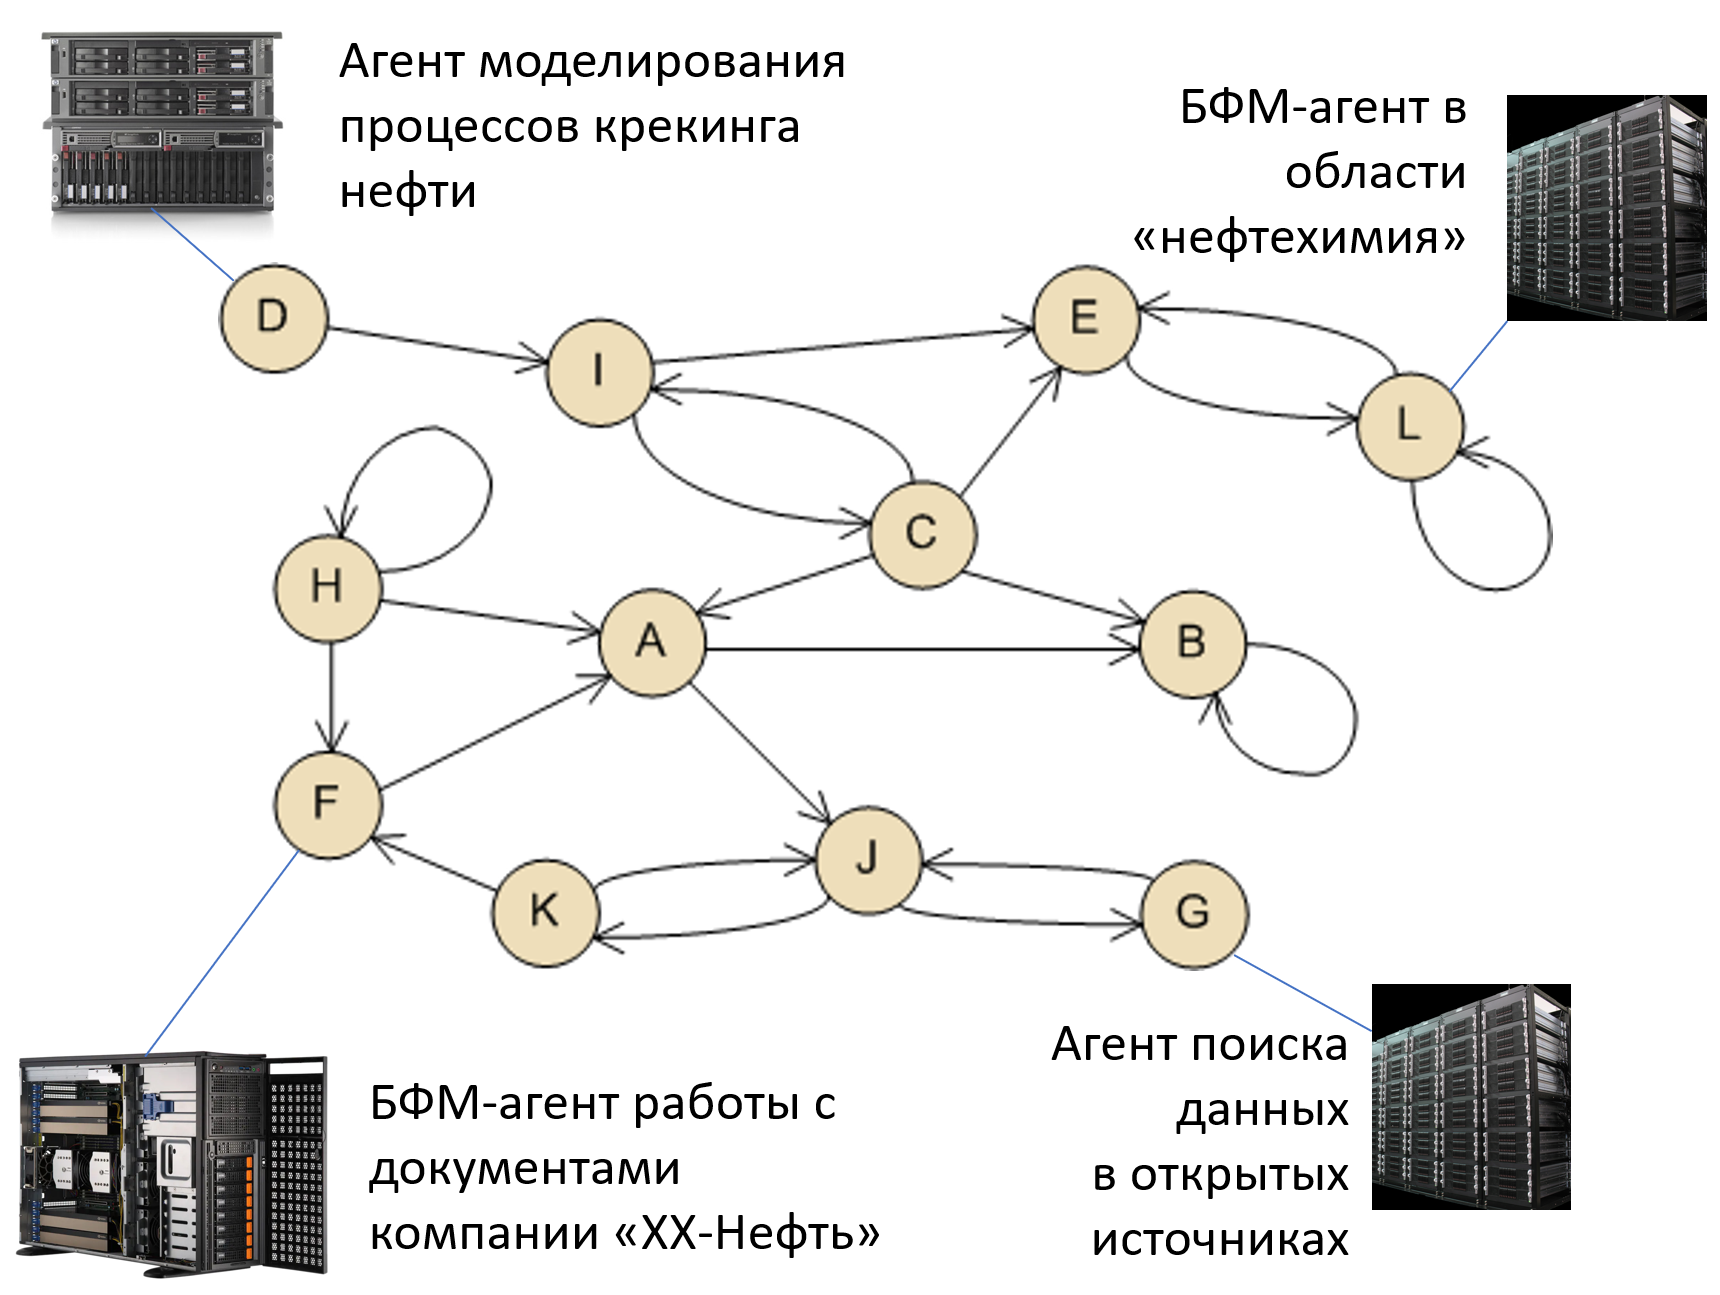 Агент моделирования
процессов крекинга
нефти
БФМ-агент в
области
«нефтехимия»
D
I
E
L
H
C
A
B
F
K
J
G
БФМ-агент работы с
документами
компании «ХХ-Нефть»
Агент поиска
данных
в открытых
источниках